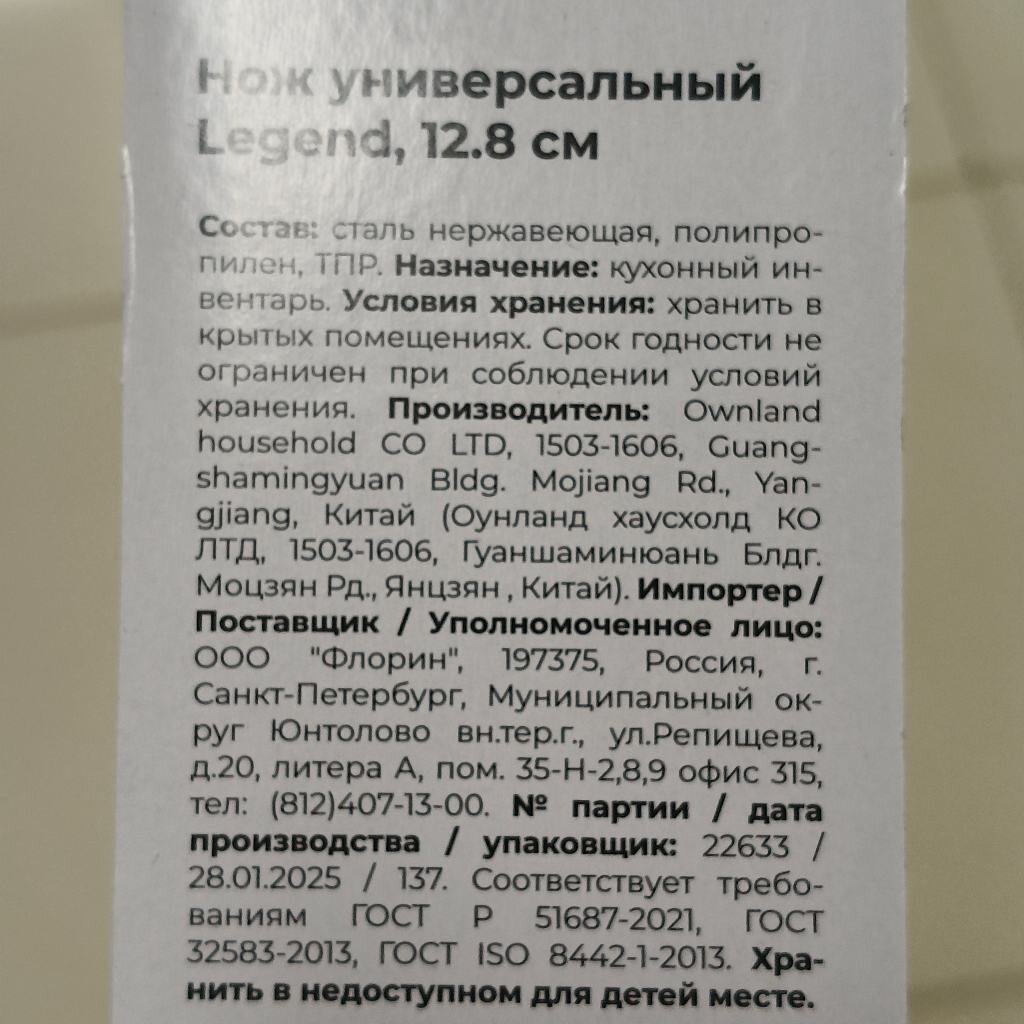 Нож универсальный
Legend, 12.8 см
Состав: сталь нержавеющая, полипро-
пилен, ТПР. Назначение: кухонный ин-
вентарь. Условия хранения: хранить в
крытых помещениях. Срок годности не
ограничен при соблюдении условий
хранения. Производитель: Ownland
household CO LTD, 1503-1606, Guang-
shamingyuan Bldg. Mojiang Rd., Yan-
gjiang, Китай (Оунланд хаусхолд КО
ЛТД, 1503-1606, Гуаншаминюань Блдг.
Моцзян Рд., Янцзян , Китай). Импортер /
Поставщик / Уполномоченное лицо:
ООО "Флорин", 197375, Россия, г.
Санкт-Петербург, Муниципальный ок-
руг Юнтолово вн.тер.г., ул.Репищева,
д.20, литера А, пом. 35-Н-2,8,9 офис 315,
тел: (812)407-13-00. № партии / дата
производства / упаковщик: 22633 /
28.01.2025 / 137. Соответствует требо-
ваниям ГОСТ Р 51687-2021, ГОСТ
32583-2013, ГОСТ ISO 8442-1-2013. Хра-
нить в недоступном для детей месте.